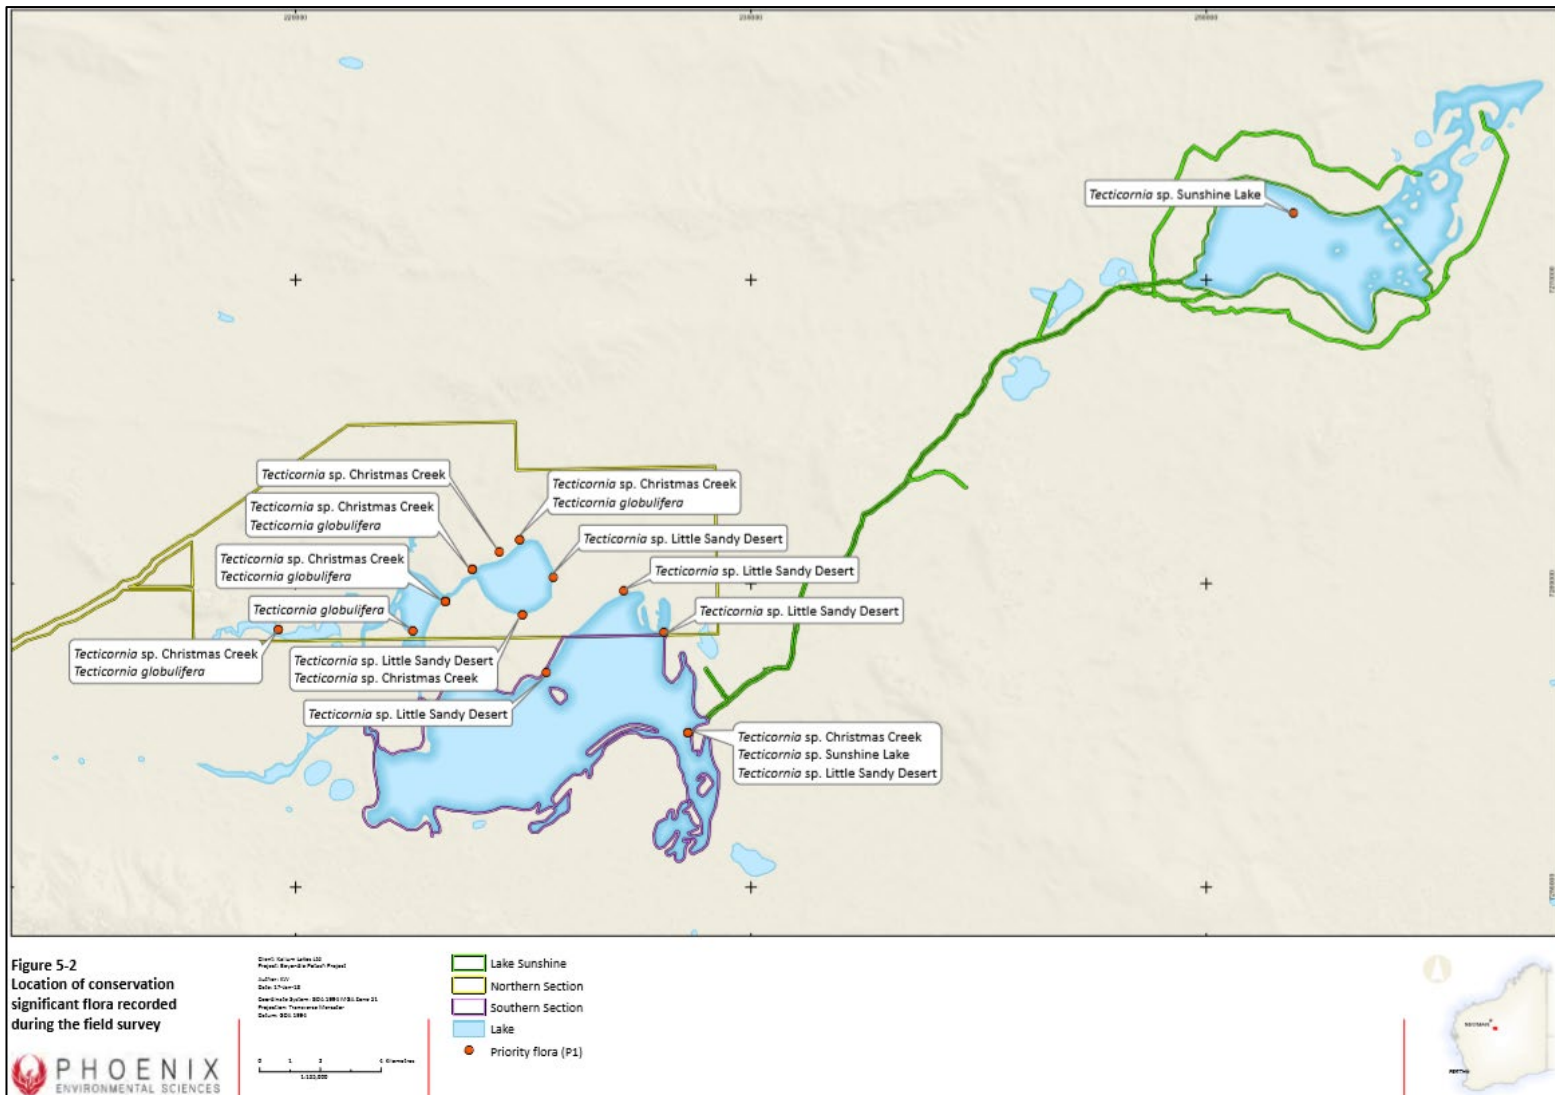 Tecticornia sp. Sunshine Lake
Tecticornia sp. Christmas Creek
Tecticornia sp. Christmas Creek
Tecticornia globulifera
Tecticornia sp. Christmas Creek
Tecticornia globulifera
Tecticornia sp. Little Sandy Desert
Tecticornia sp. Christmas Creek
Tecticornia globulifera
Tecticornia sp. Little Sandy Desert
Tecticornia globulifera
Tecticornia sp. Little Sandy Desert
Tecticornia sp. Christmas Creek
Tecticornia globulifera
Tecticornia sp. Little Sandy Desert
Tecticornia sp. Christmas Creek
Tecticornia sp. Little Sandy Desert
Tecticornia sp. Christmas Creek
Tecticornia sp. Sunshine Lake
Tecticornia sp. Little Sandy Desert
Figure 5-2
Location of conservation
significant flora recorded
during the field survey
PHOENIX
ENVIRONMENTAL SCIENCES
Lake Sunshine
Northern Section
Southern Section
Lake
Priority flora (P1)